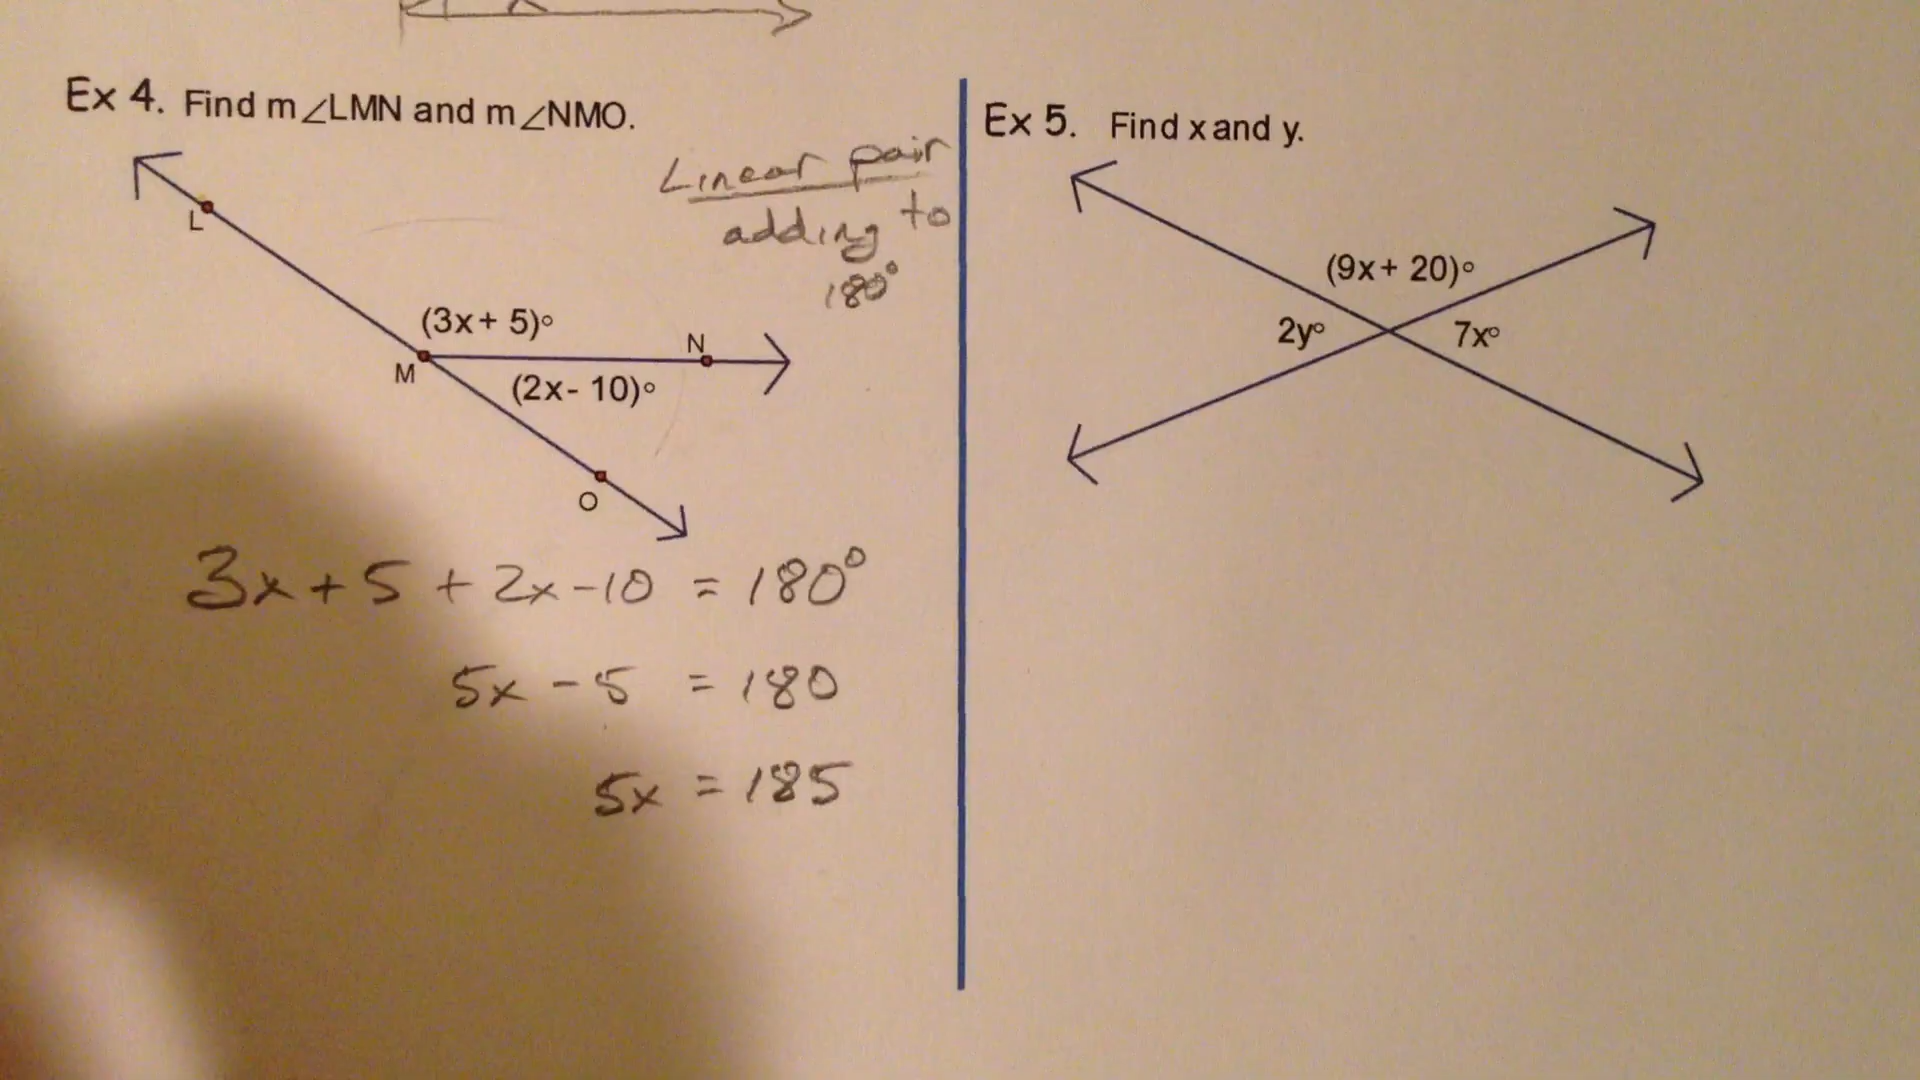 Ex 4. Find m∠LMN and m∠NMO.
Linear pair
adding to
180°
L
(3x + 5)°
N
M
(2x - 10)°
O
3x + 5 + 2x - 10 = 180°
5x - 5 = 180
5x = 185
Ex 5. Find x and y.
(9x + 20)°
2y°
7x°